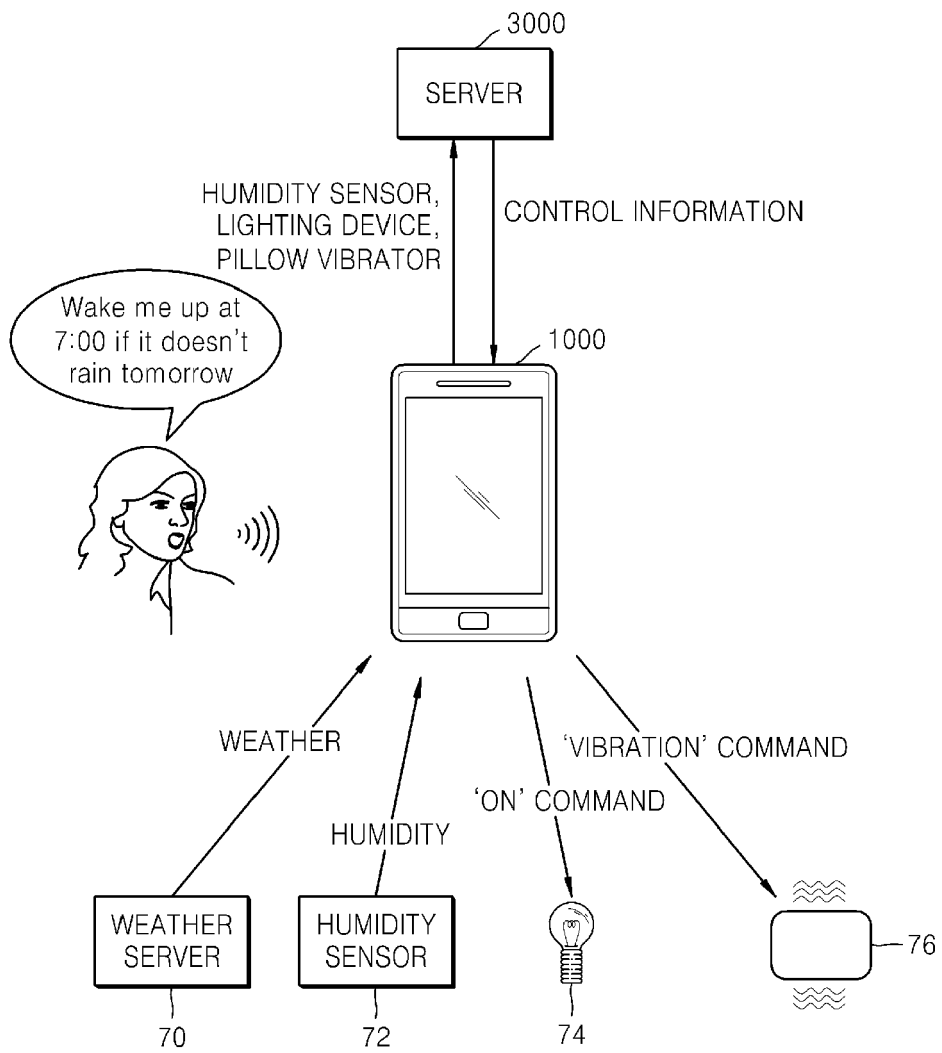 3000
SERVER
HUMIDITY SENSOR,
LIGHTING DEVICE,
PILLOW VIBRATOR
CONTROL INFORMATION
Wake me up at
7:00 if it doesn't
rain tomorrow
1000
WEATHER
'VIBRATION' COMMAND
'ON' COMMAND
HUMIDITY
WEATHER
SERVER
HUMIDITY
SENSOR
76
70
72
74